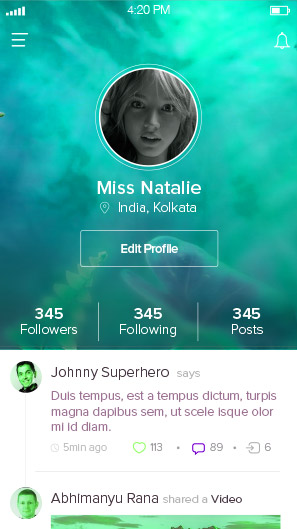 4:20 PM
Miss Natalie
India, Kolkata
Edit Profile
345 345 345
Followers Following Posts
Johnny Superhero says
Duis tempus, est a tempus dictum, turpis
magna dapibus sem, ut scele isque olor
mi id diam.
5min ago 113 • 89 • 6
Abhimanyu Rana shared a Video